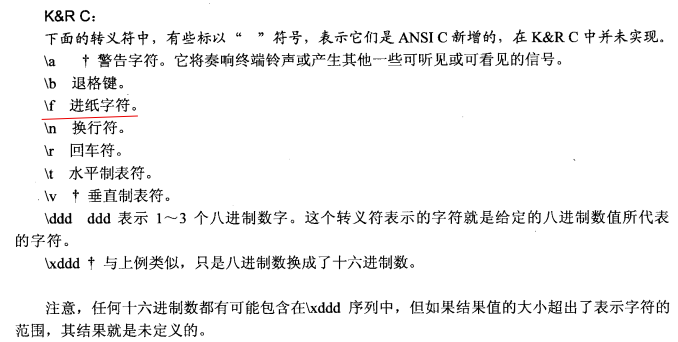 K&R C：
下面的转义符中，有些标以“ ”符号，表示它们是 ANSI C 新增的，在 K&R C 中并未实现。
\a † 警告字符。它将奏响终端铃声或产生其他一些可听见或可看见的信号。
\b 退格键。
\f 进纸字符。
\n 换行符。
\r 回车符。
\t 水平制表符。
\v † 垂直制表符。
\ddd ddd 表示 1～3 个八进制数字。这个转义符表示的字符就是给定的八进制数值所代表
的字符。
\xddd † 与上例类似，只是八进制数换成了十六进制数。
注意，任何十六进制数都有可能包含在\xddd 序列中，但如果结果值的大小超出了表示字符的
范围，其结果就是未定义的。